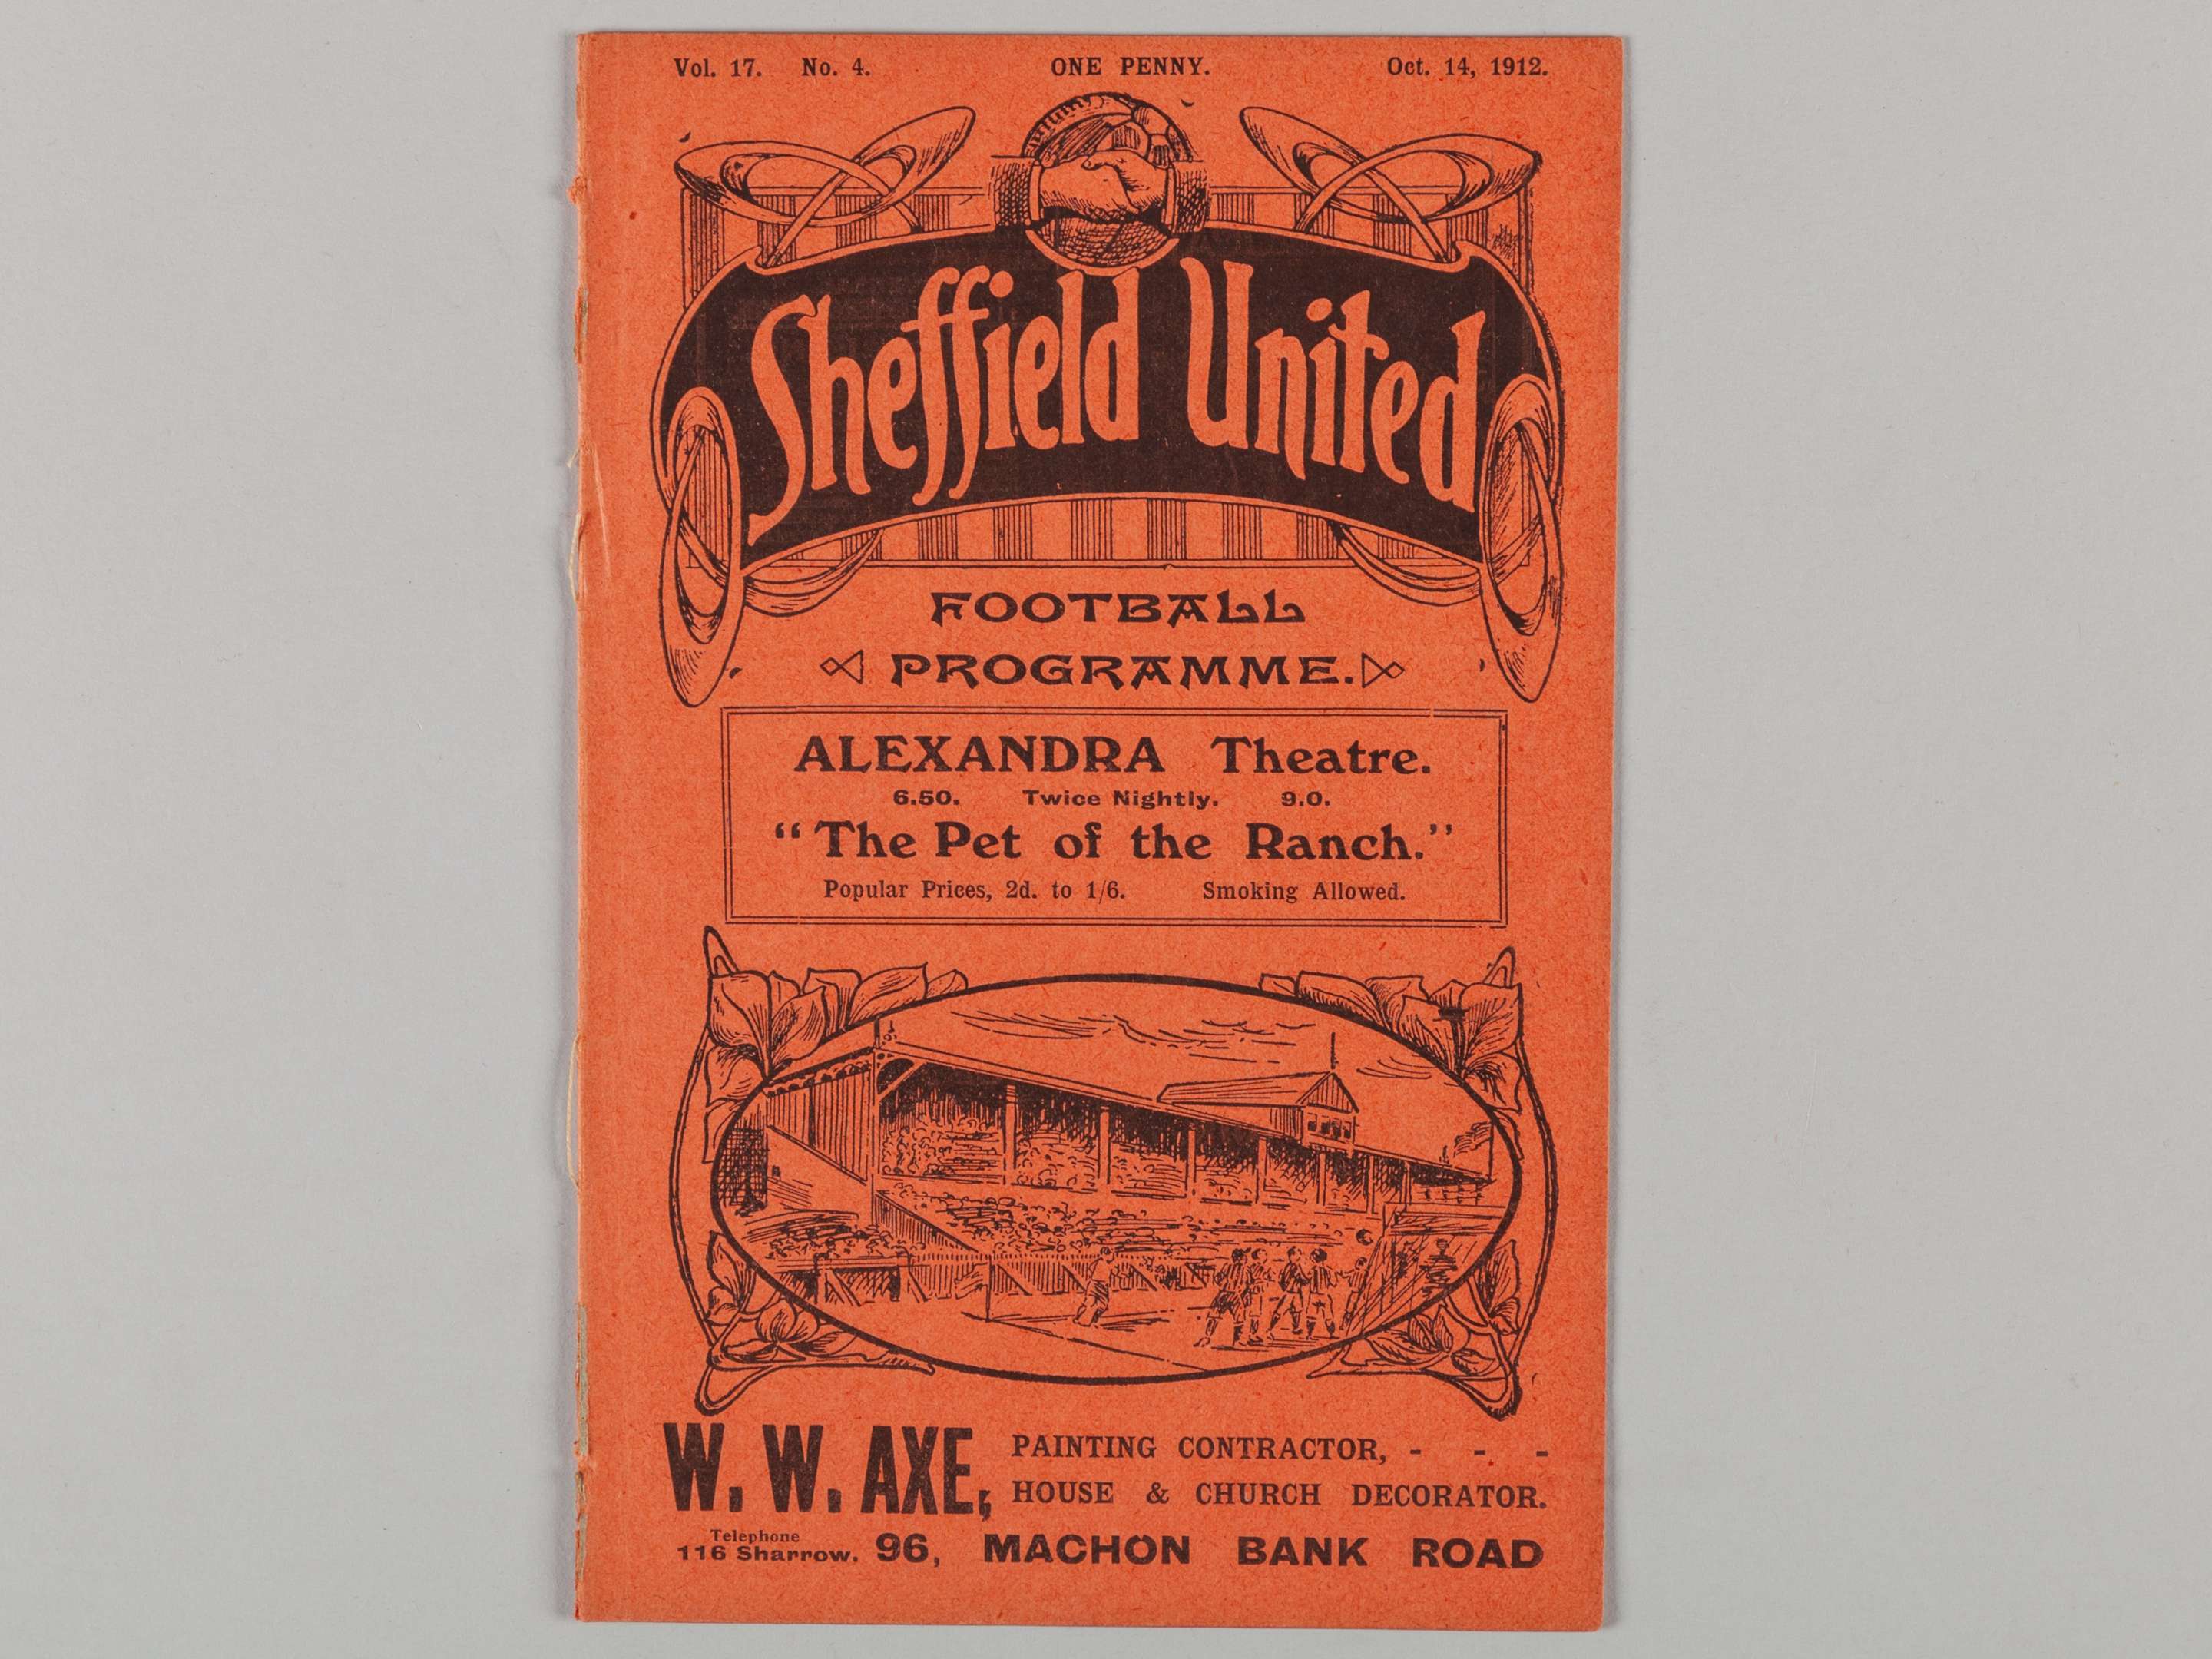 Vol. 17. No. 4. ONE PENNY. Oct. 14, 1912.
Sheffield United
FOOTBALL
PROGRAMME.
ALEXANDRA Theatre.
6.50. Twice Nightly. 9.0.
“The Pet of the Ranch.”
Popular Prices, 2d. to 1/6. Smoking Allowed.
W. W. AXE, PAINTING CONTRACTOR, - - -
HOUSE & CHURCH DECORATOR.
Telephone
116 Sharrow. 96, MACHON BANK ROAD